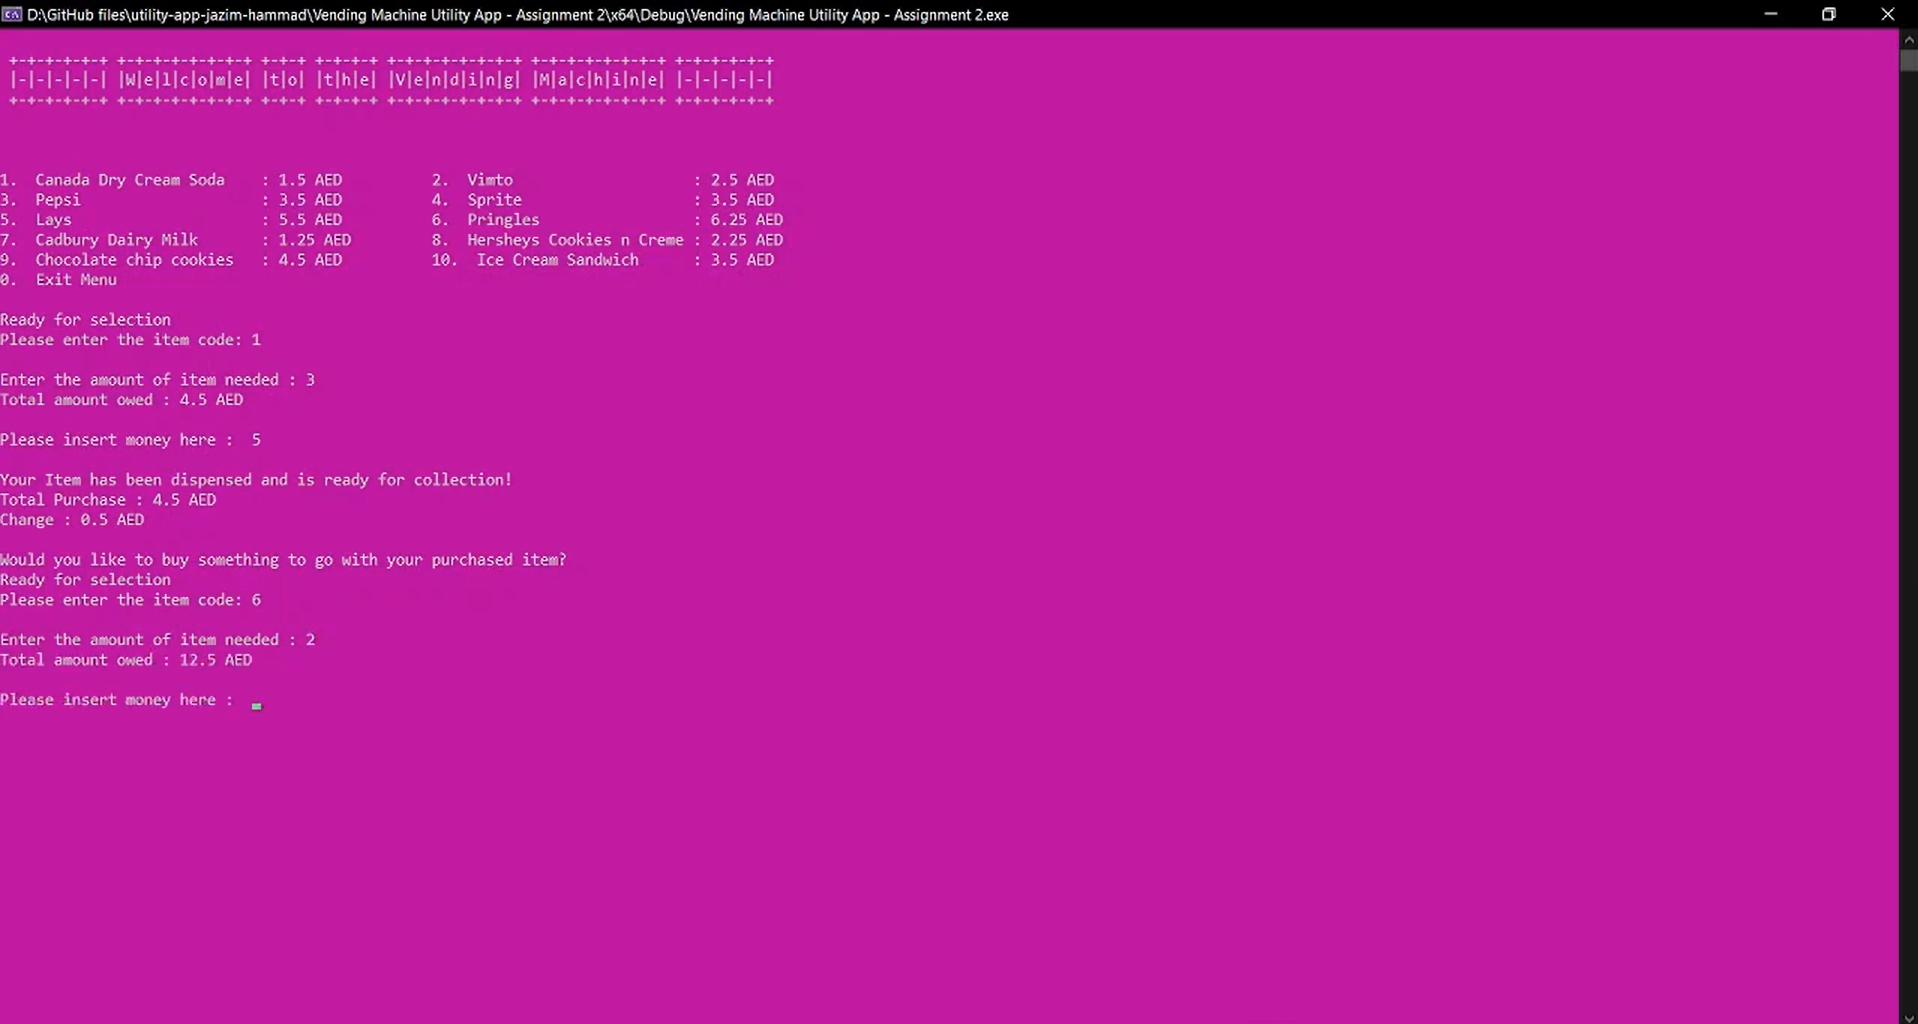 D:\GitHub files\utility-app-jazim-hammad\Vending Machine Utility App - Assignment 2\x64\Debug\Vending Machine Utility App - Assignment 2.exe
+-+-+-+-+-+ +-+-+-+-+-+-+-+ +-+-+ +-+-+-+ +-+-+-+-+-+-+-+ +-+-+-+-+-+-+-+ +-+-+-+-+-+
|-|-|-|-|-| |W|e|l|c|o|m|e| |t|o| |t|h|e| |V|e|n|d|i|n|g| |M|a|c|h|i|n|e| |-|-|-|-|-|
+-+-+-+-+-+ +-+-+-+-+-+-+-+ +-+-+ +-+-+-+ +-+-+-+-+-+-+-+ +-+-+-+-+-+-+-+ +-+-+-+-+-+
1.  Canada Dry Cream Soda    : 1.5 AED          2.  Vimto                    : 2.5 AED
3.  Pepsi                    : 3.5 AED          4.  Sprite                   : 3.5 AED
5.  Lays                     : 5.5 AED          6.  Pringles                 : 6.25 AED
7.  Cadbury Dairy Milk       : 1.25 AED         8.  Hersheys Cookies n Creme : 2.25 AED
9.  Chocolate chip cookies   : 4.5 AED          10.  Ice Cream Sandwich      : 3.5 AED
0.  Exit Menu
Ready for selection
Please enter the item code: 1
Enter the amount of item needed : 3
Total amount owed : 4.5 AED
Please insert money here :  5
Your Item has been dispensed and is ready for collection!
Total Purchase : 4.5 AED
Change : 0.5 AED
Would you like to buy something to go with your purchased item?
Ready for selection
Please enter the item code: 6
Enter the amount of item needed : 2
Total amount owed : 12.5 AED
Please insert money here :